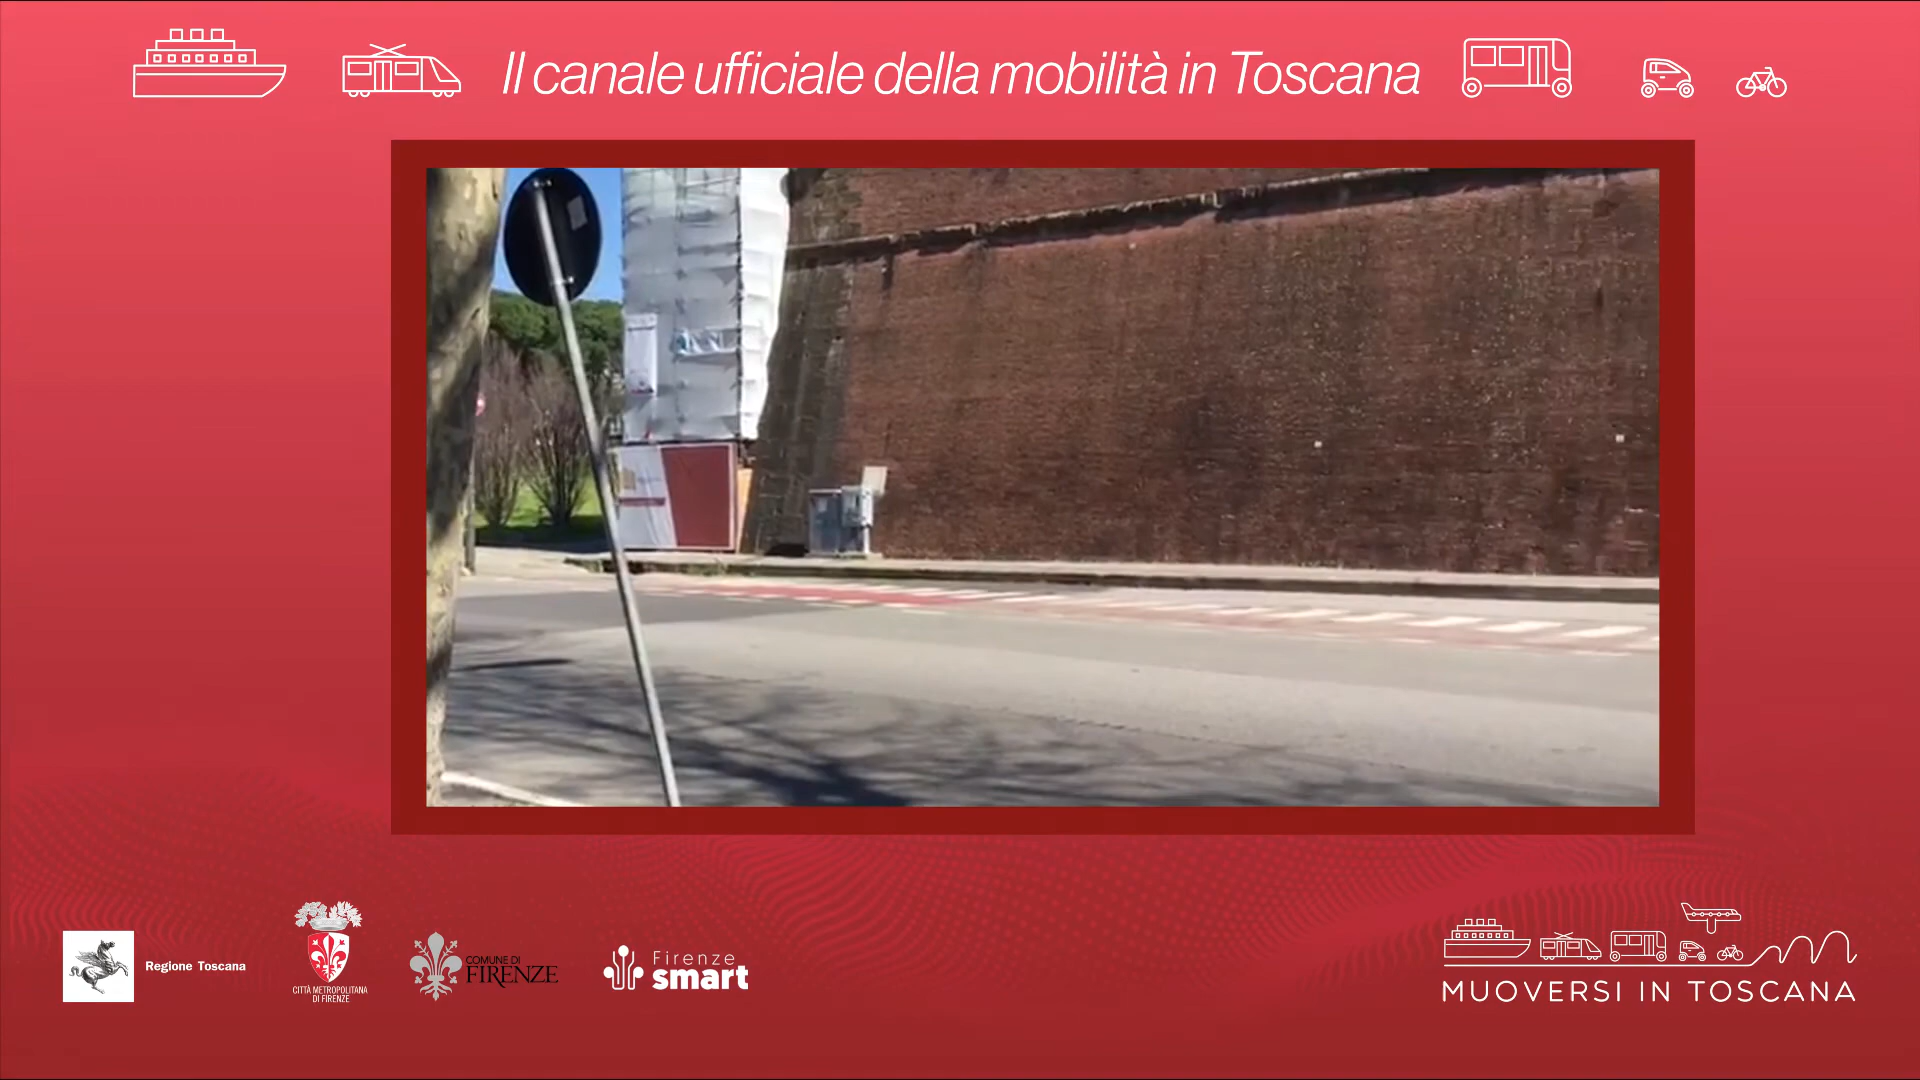 Il canale ufficiale della mobilità in Toscana
Regione Toscana
CITTÀ METROPOLITANA
DI FIRENZE
COMUNE DI
FIRENZE
Firenze
smart
MUOVERSI IN TOSCANA